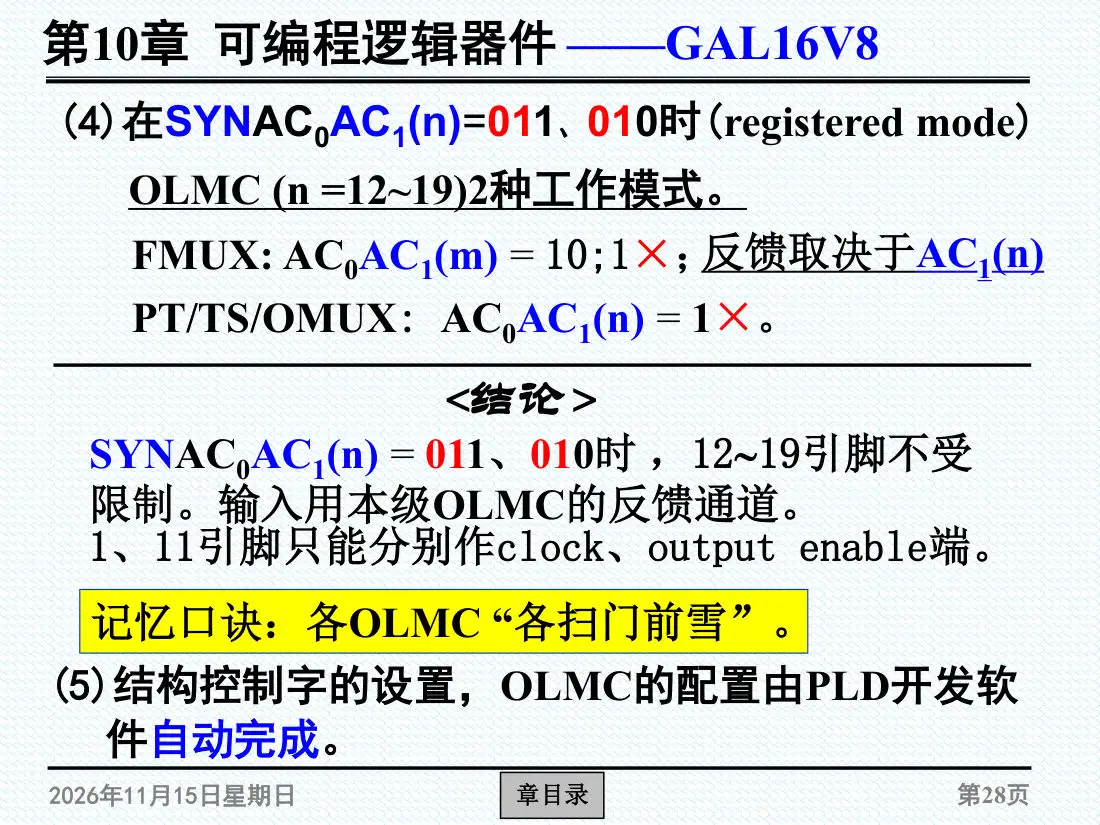 第10章 可编程逻辑器件 ——GAL16V8
(4)在SYNAC0AC1(n)=011、010时(registered mode)
OLMC (n =12~19)2种工作模式。
FMUX: AC0AC1(m) = 10;1×；反馈取决于AC1(n)
PT/TS/OMUX: AC0AC1(n) = 1×。
<结论>
SYNAC0AC1(n) = 011、010时，12~19引脚不受
限制。输入用本级OLMC的反馈通道。
1、11引脚只能分别作clock、output enable端。
记忆口诀：各OLMC “各扫门前雪”。
(5)结构控制字的设置，OLMC的配置由PLD开发软
件自动完成。
2026年11月15日星期日
章目录
第28页